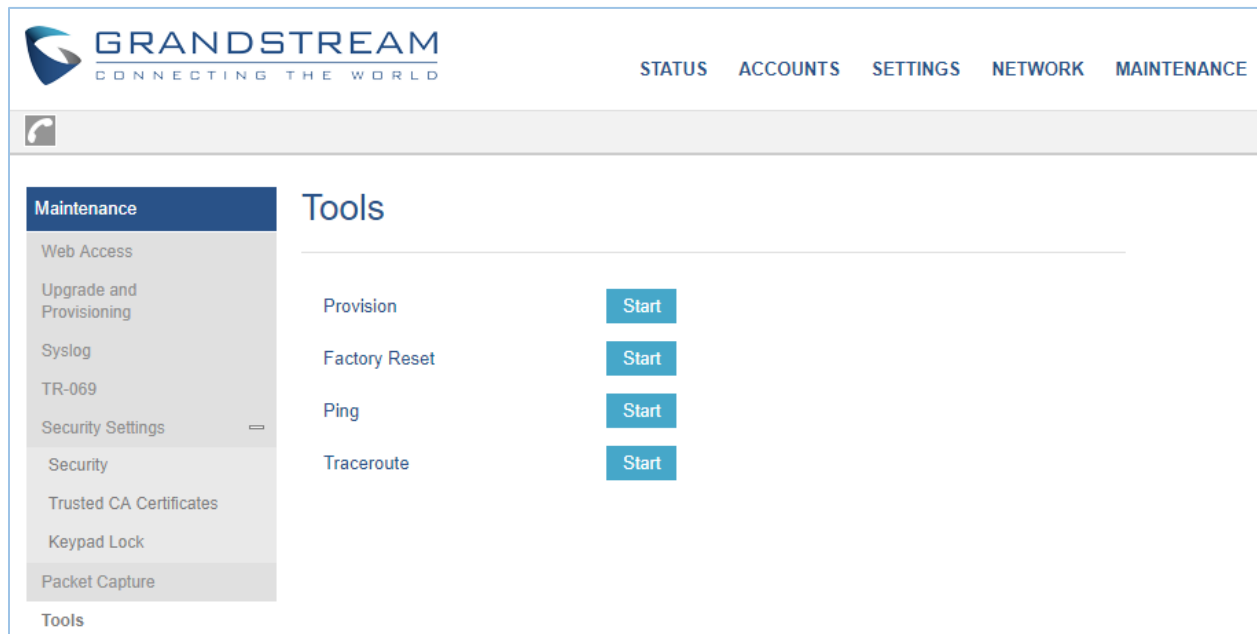 GRANDSTREAM
CONNECTING THE WORLD
STATUS ACCOUNTS SETTINGS NETWORK MAINTENANCE
Maintenance
Web Access
Upgrade and
Provisioning
Syslog
TR-069
Security Settings
Security
Trusted CA Certificates
Keypad Lock
Packet Capture
Tools
Tools
Provision Start
Factory Reset Start
Ping Start
Traceroute Start